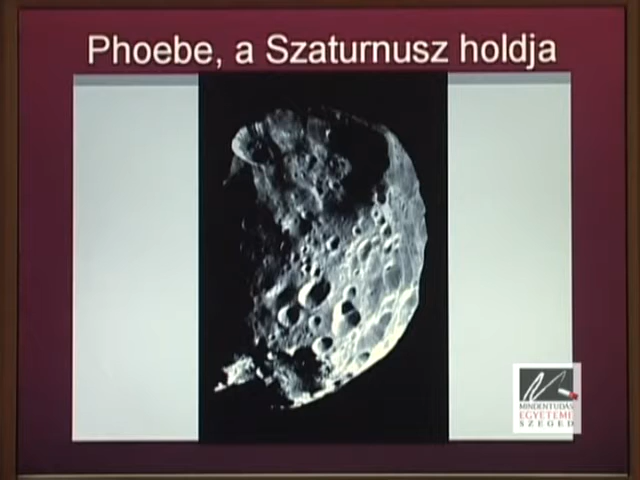 Phoebe, a Szaturnusz holdja
MINDENTUDÁS
EGYETEME
SZEGED